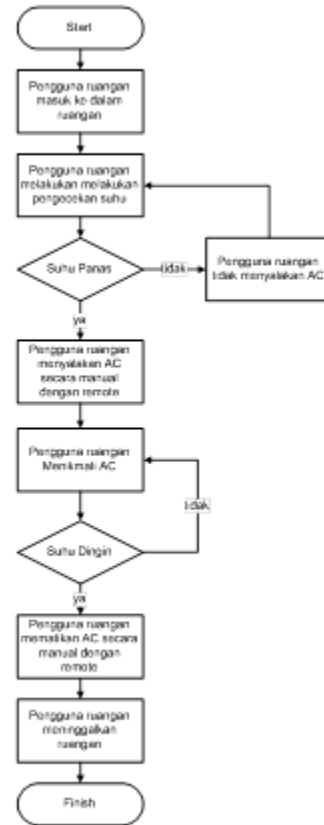 Start
Pengguna ruangan
masuk ke dalam
ruangan
Pengguna ruangan
melakukan melakukan
pengecekan suhu
Suhu Panas
tidak
Pengguna ruangan
tidak menyalakan AC
ya
Pengguna ruangan
menyalakan AC
secara manual
dengan remote
Pengguna ruangan
Menikmati AC
tidak
Suhu Dingin
ya
Pengguna ruangan
mematikan AC secara
manual dengan
remote
Pengguna ruangan
meninggalkan
ruangan
Finish